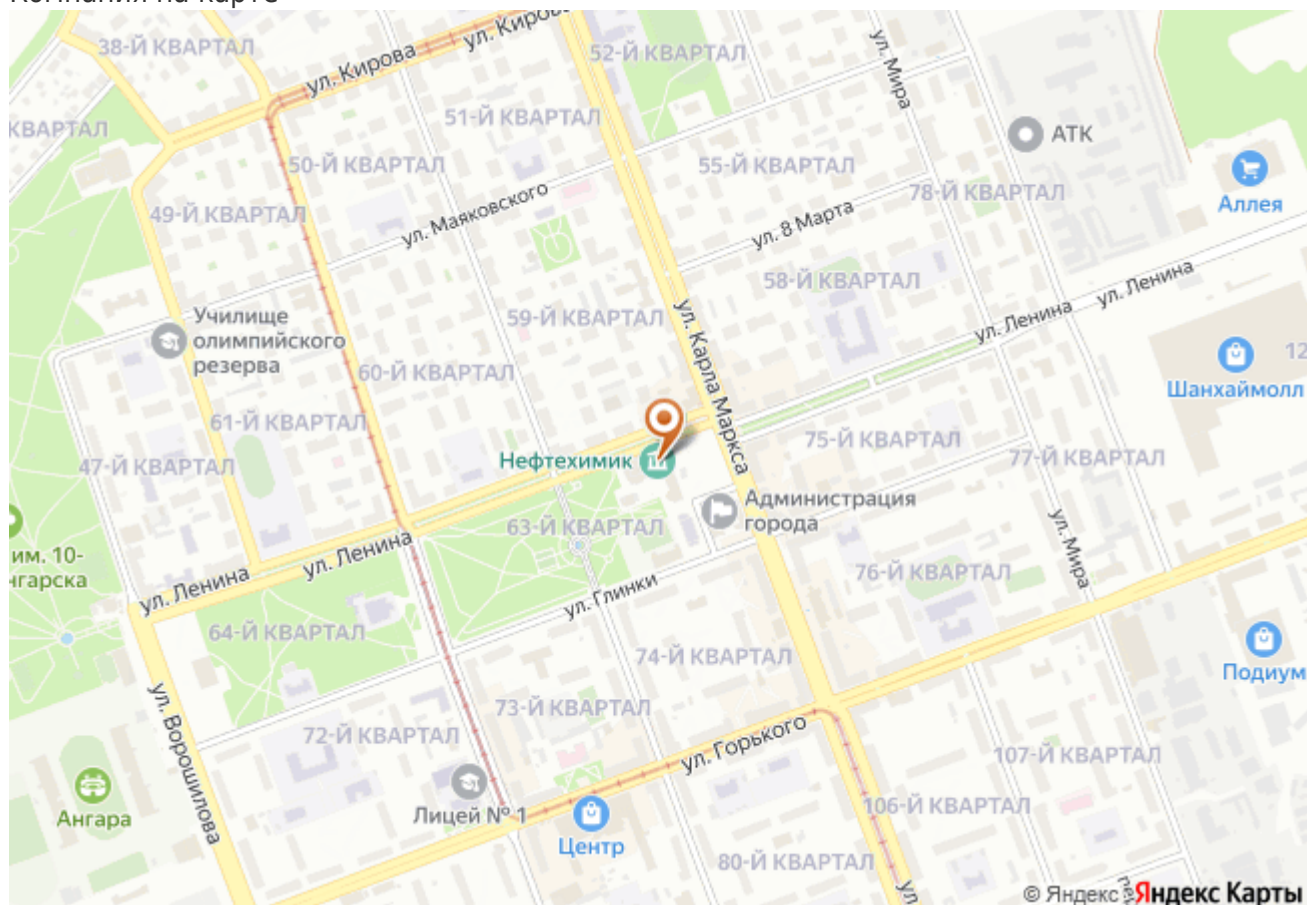 38-Й КВАРТАЛ
ул. Кирова
ул. Кирова
52-Й КВАРТАЛ
ул. Мира
КВАРТАЛ
51-Й КВАРТАЛ
АТК
50-Й КВАРТАЛ
55-Й КВАРТАЛ
78-Й КВАРТАЛ
Аллея
49-Й КВАРТАЛ
ул. Маяковского
ул. 8 Марта
58-Й КВАРТАЛ
ул. Ленина
ул. Ленина
Училище
олимпийского
резерва
59-Й КВАРТАЛ
ул. Карла Маркса
12
Шанхаймолл
60-Й КВАРТАЛ
61-Й КВАРТАЛ
75-Й КВАРТАЛ
77-Й КВАРТАЛ
47-Й КВАРТАЛ
Нефтехимик
Администрация
города
63-Й КВАРТАЛ
им. 10-
нгарска
ул. Ленина
ул. Ленина
ул. Мира
76-Й КВАРТАЛ
ул. Глинки
64-Й КВАРТАЛ
74-Й КВАРТАЛ
Подиум
ул. Ворошилова
73-Й КВАРТАЛ
72-Й КВАРТАЛ
ул. Горького
107-Й КВАРТАЛ
Ангара
Лицей № 1
106-Й КВАРТАЛ
Центр
80-Й КВАРТАЛ
ул
© Яндекс
Яндекс Карты